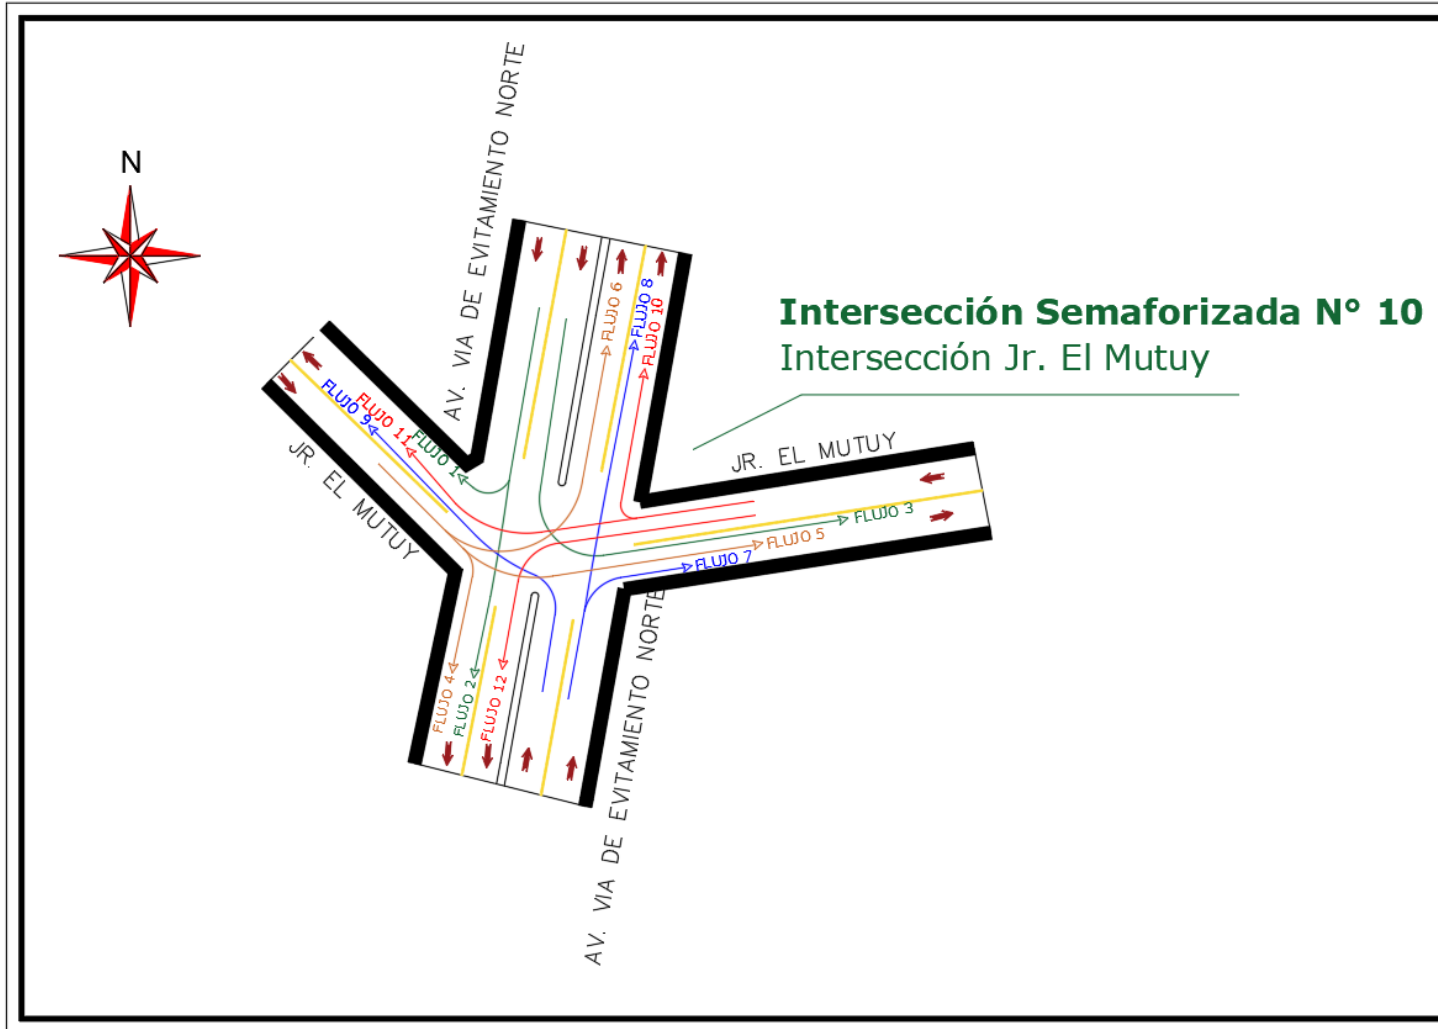 N
AV. VIA DE EVITAMIENTO NORTE
Intersección Semaforizada N° 10
Intersección Jr. El Mutuy
FLUJO 6
FLUJO 8
FLUJO 10
FLUJO 9
FLUJO 11
FLUJO 1
JR. EL MUTUY
JR. EL MUTUY
FLUJO 3
FLUJO 5
FLUJO 7
FLUJO 4
FLUJO 2
FLUJO 12
AV. VIA DE EVITAMIENTO NORTE